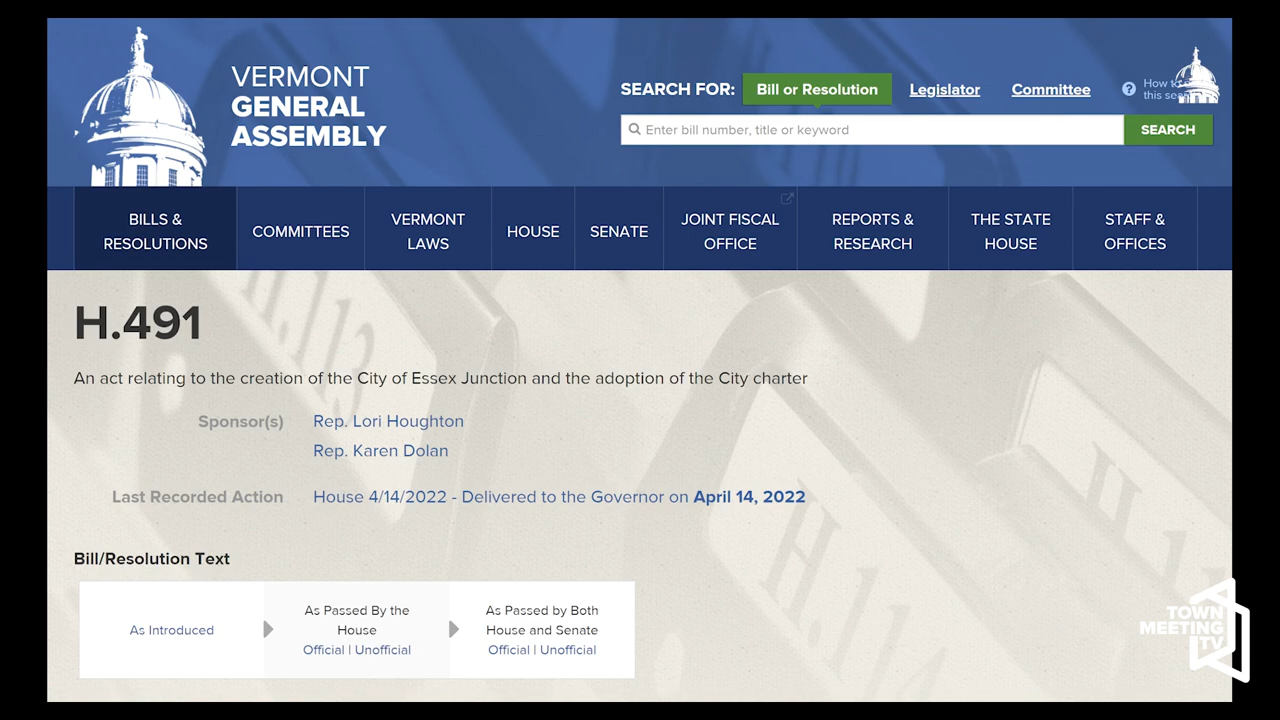 VERMONT
GENERAL
ASSEMBLY
SEARCH FOR: Bill or Resolution Legislator Committee
How to
this
Enter bill number, title or keyword SEARCH
BILLS &
RESOLUTIONS
COMMITTEES
VERMONT
LAWS
HOUSE
SENATE
JOINT FISCAL
OFFICE
REPORTS &
RESEARCH
THE STATE
HOUSE
STAFF &
OFFICES
H.491
An act relating to the creation of the City of Essex Junction and the adoption of the City charter
Sponsor(s) Rep. Lori Houghton
Rep. Karen Dolan
Last Recorded Action House 4/14/2022 - Delivered to the Governor on April 14, 2022
Bill/Resolution Text
As Introduced
As Passed By the
House
Official | Unofficial
As Passed by Both
House and Senate
Official | Unofficial
TOWN
MEETING
TV